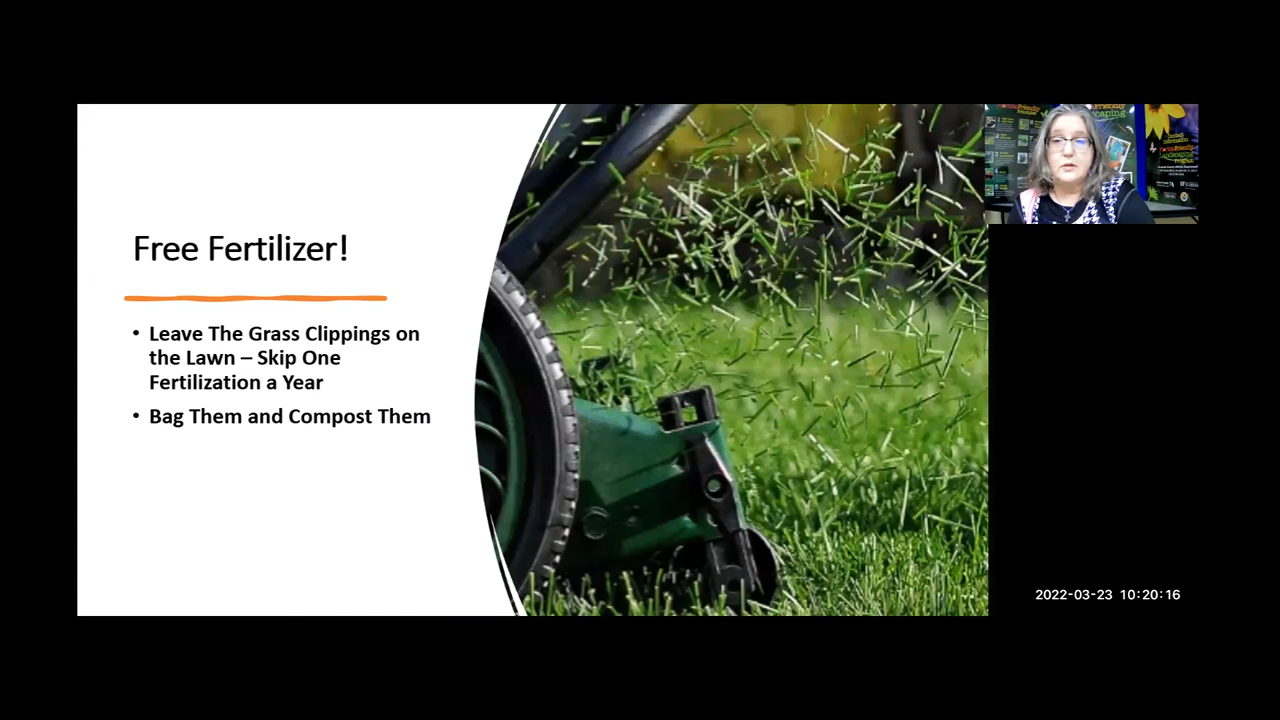 Free Fertilizer!
• Leave The Grass Clippings on
the Lawn – Skip One
Fertilization a Year
• Bag Them and Compost Them
2022-03-23 10:20:16